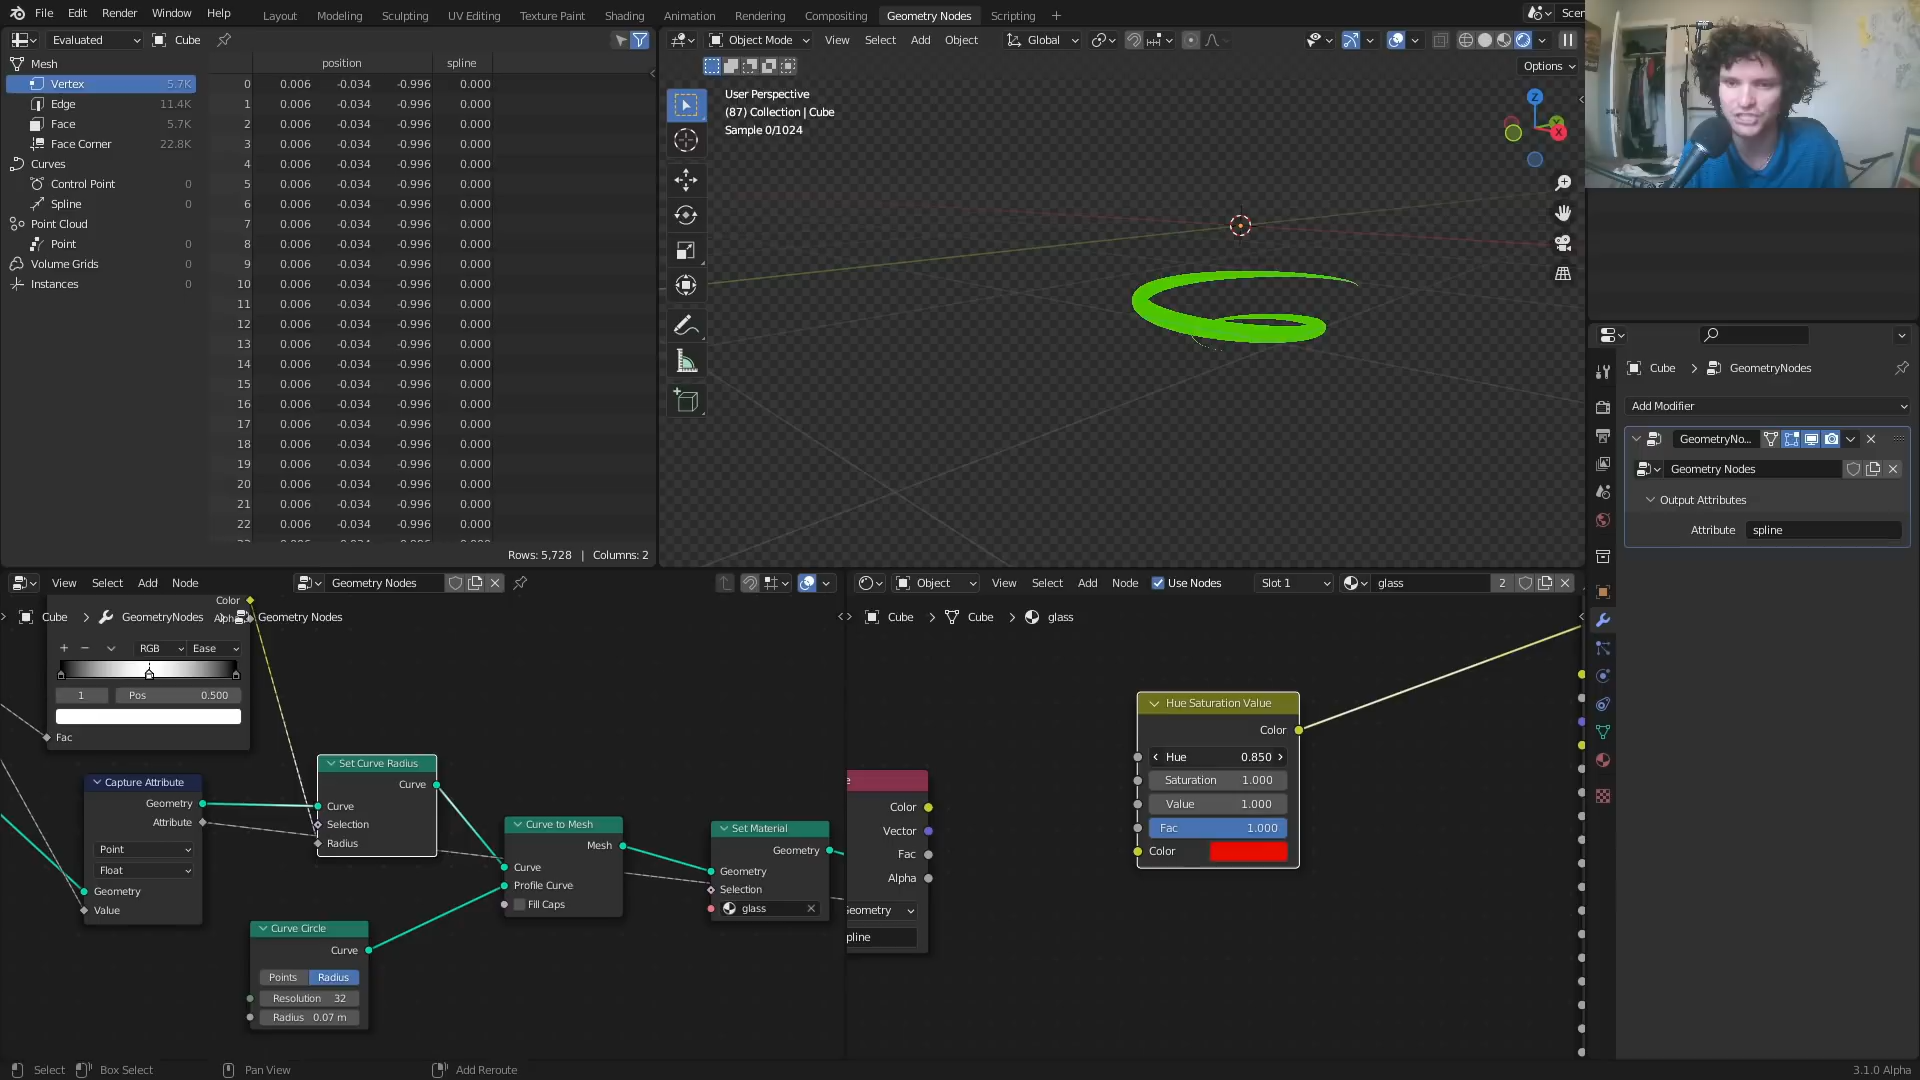 File Edit Render Window Help
Layout Modeling Sculpting UV Editing Texture Paint Shading Animation Rendering Compositing Geometry Nodes Scripting +
Scen
Evaluated Cube
Mesh
Vertex 5.7K
Edge 11.4K
Face 5.7K
Face Corner 22.8K
Curves
Control Point 0
Spline 0
Point Cloud
Point 0
Volume Grids 0
Instances 0
position spline
0 0.006 -0.034 -0.996 0.000
1 0.006 -0.034 -0.996 0.000
2 0.006 -0.034 -0.996 0.000
3 0.006 -0.034 -0.996 0.000
4 0.006 -0.034 -0.996 0.000
5 0.006 -0.034 -0.996 0.000
6 0.006 -0.034 -0.996 0.000
7 0.006 -0.034 -0.996 0.000
8 0.006 -0.034 -0.996 0.000
9 0.006 -0.034 -0.996 0.000
10 0.006 -0.034 -0.996 0.000
11 0.006 -0.034 -0.996 0.000
12 0.006 -0.034 -0.996 0.000
13 0.006 -0.034 -0.996 0.000
14 0.006 -0.034 -0.996 0.000
15 0.006 -0.034 -0.996 0.000
16 0.006 -0.034 -0.996 0.000
17 0.006 -0.034 -0.996 0.000
18 0.006 -0.034 -0.996 0.000
19 0.006 -0.034 -0.996 0.000
20 0.006 -0.034 -0.996 0.000
21 0.006 -0.034 -0.996 0.000
22 0.006 -0.034 -0.996 0.000
Rows: 5,728 | Columns: 2
Object Mode View Select Add Object Global
Options
User Perspective
(87) Collection | Cube
Sample 0/1024
Z
Y
X
Cube GeometryNodes
Add Modifier
GeometryNo...
Geometry Nodes
Output Attributes
Attribute spline
View Select Add Node Geometry Nodes
Cube GeometryNodes Geometry Nodes
Color
Alpha
RGB Ease
1 Pos 0.500
Fac
Capture Attribute
Geometry
Attribute
Point
Float
Geometry
Value
Set Curve Radius
Curve
Curve
Selection
Radius
Curve Circle
Curve
Points Radius
Resolution 32
Radius 0.07 m
Curve to Mesh
Mesh
Curve
Profile Curve
Fill Caps
Set Material
Geometry
Geometry
Selection
glass
Object View Select Add Node Use Nodes Slot 1 glass 2
Cube Cube glass
e
Color
Vector
Fac
Alpha
Geometry
pline
Hue Saturation Value
Color
Hue 0.850
Saturation 1.000
Value 1.000
Fac 1.000
Color
Select Box Select Pan View Add Reroute 3.1.0 Alpha